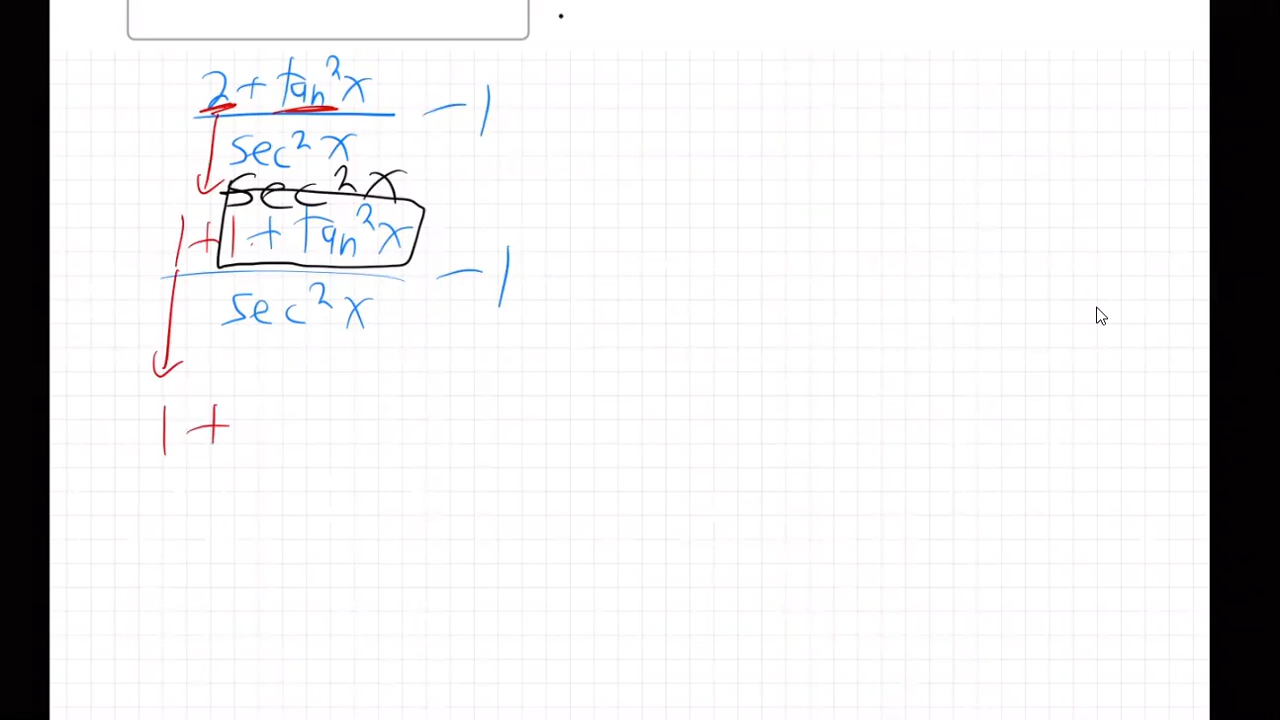 2 + tan²x
— - 1
sec²x
sec²x
1 + 1 + tan²x
— - 1
sec²x
1 +